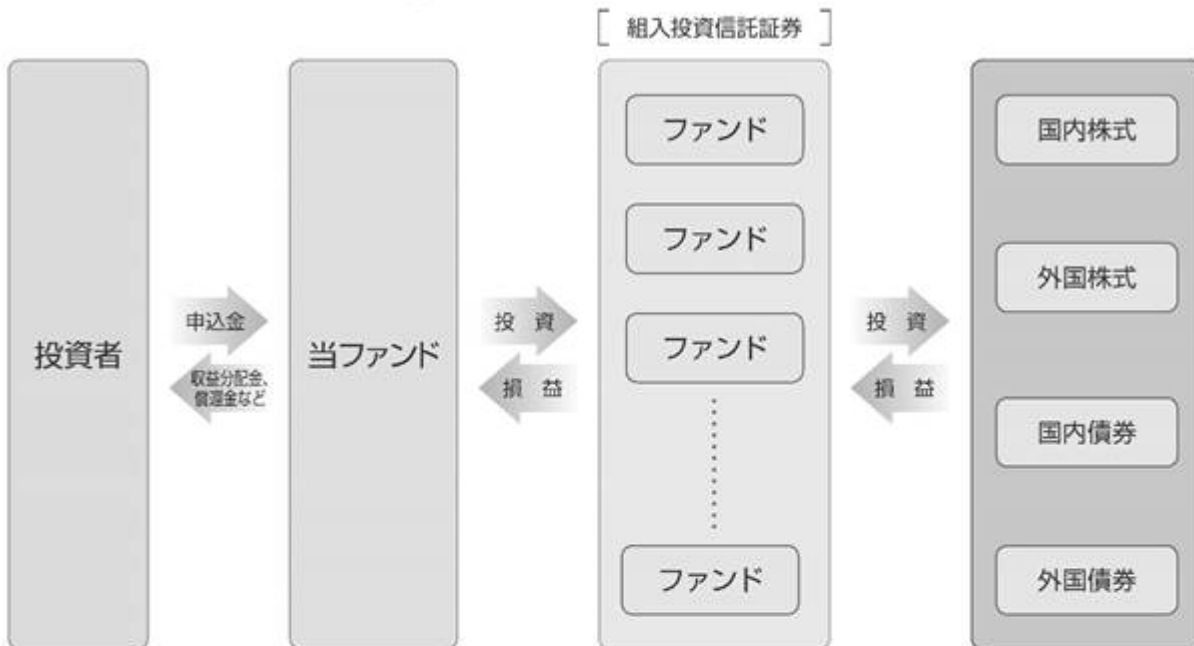 [組入投資信託証券]
投資者
申込金
収益分配金、
償還金など
当ファンド
投 資
損 益
ファンド
ファンド
ファンド
ファンド
投 資
損 益
国内株式
外国株式
国内債券
外国債券